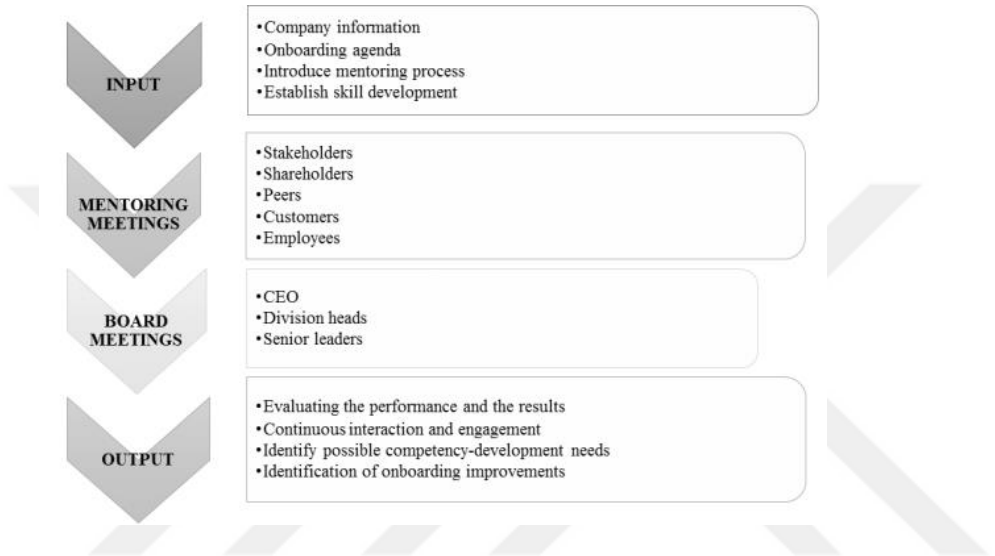 INPUT
•Company information
•Onboarding agenda
•Introduce mentoring process
•Establish skill development
MENTORING
MEETINGS
•Stakeholders
•Shareholders
•Peers
•Customers
•Employees
BOARD
MEETINGS
•CEO
•Division heads
•Senior leaders
OUTPUT
•Evaluating the performance and the results
•Continuous interaction and engagement
•Identify possible competency-development needs
•Identification of onboarding improvements